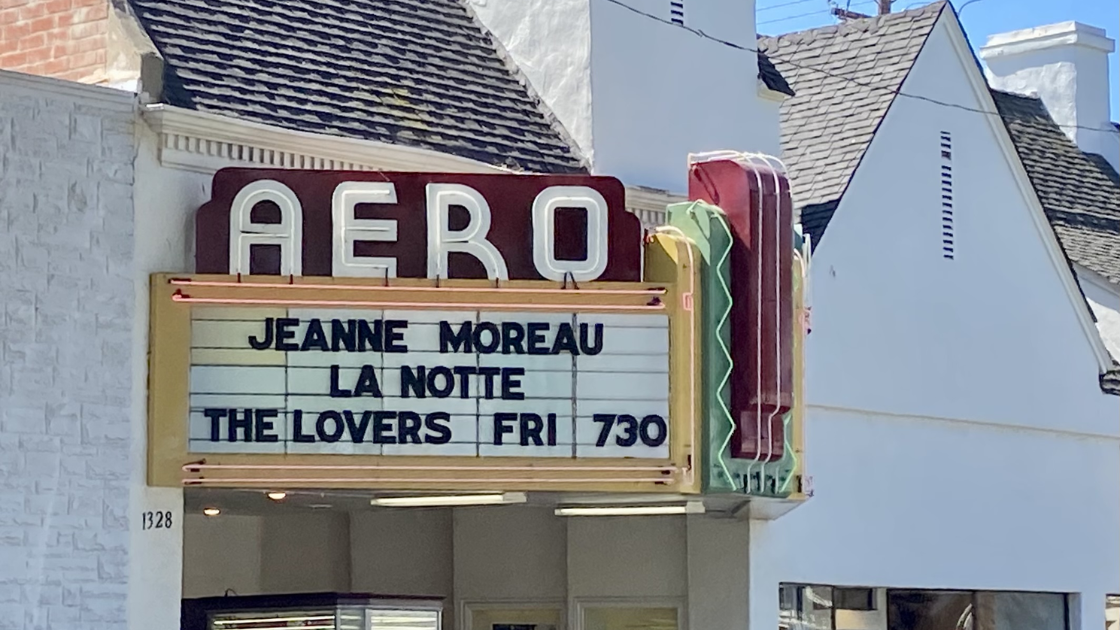 AERO
JEANNE MOREAU
LA NOTTE
THE LOVERS FRI 730
1328